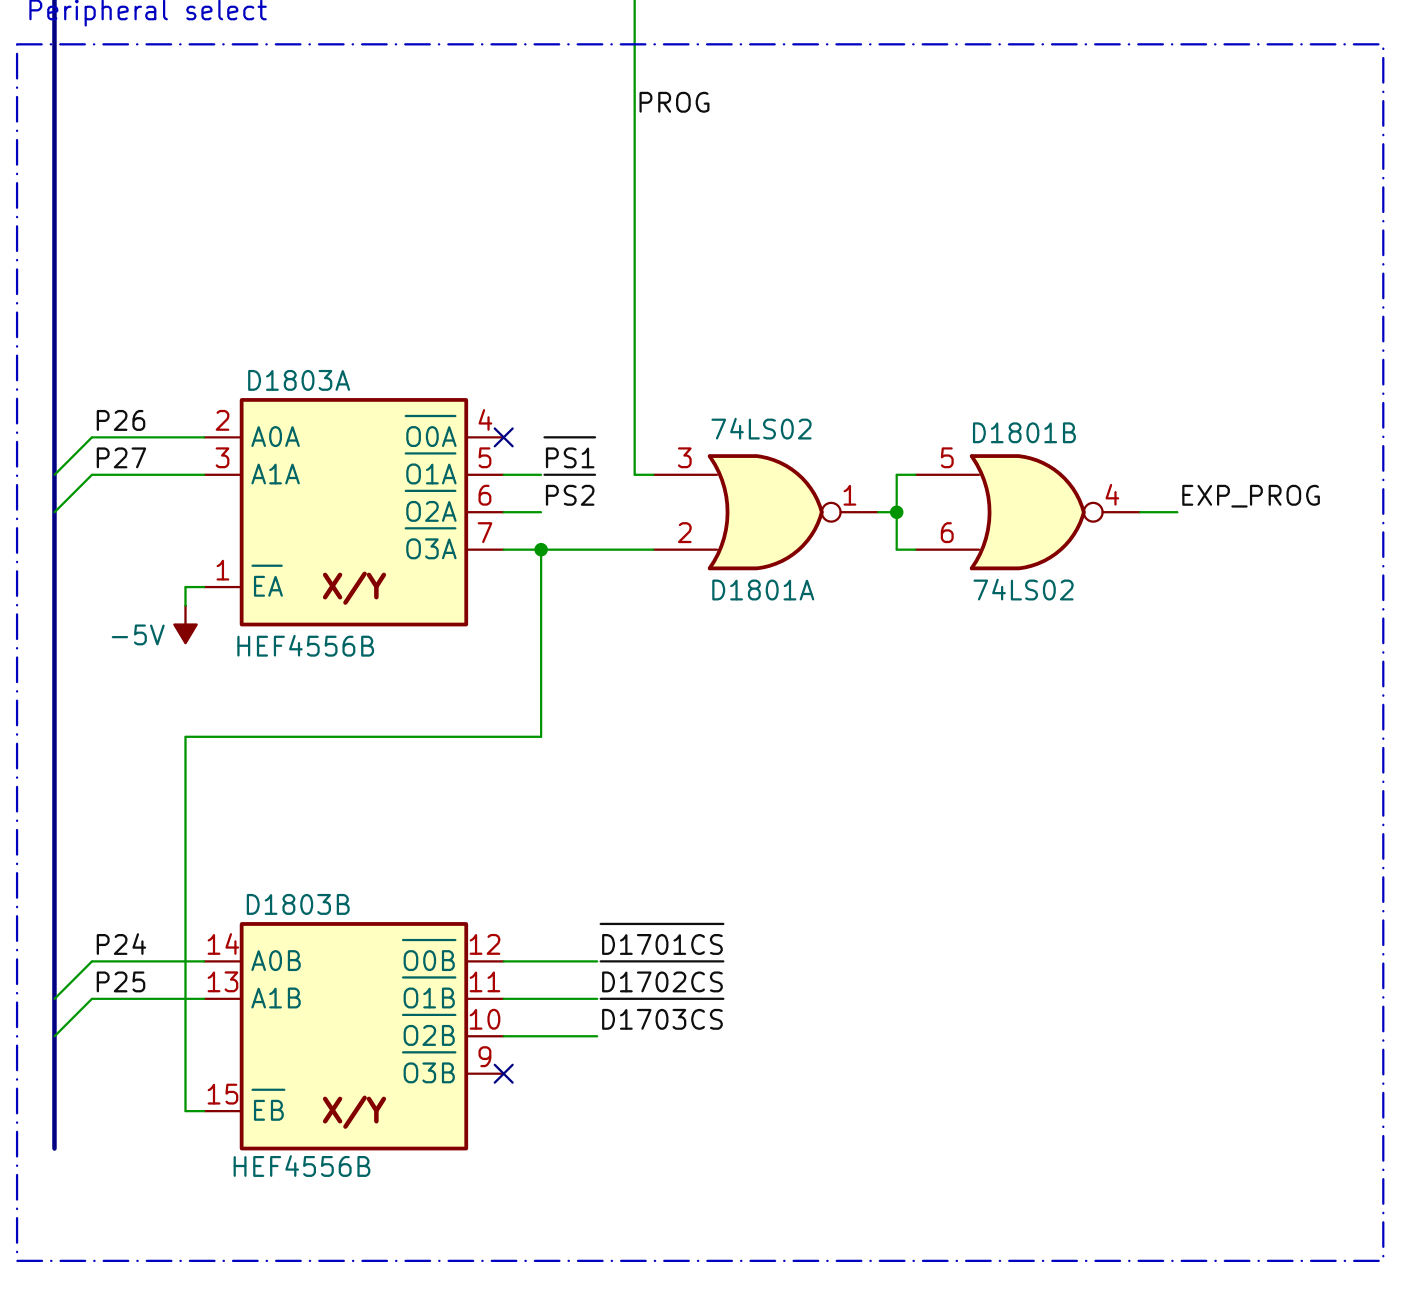 Peripheral select
PROG
D1803A
P26
2
A0A
O0A
4
P27
3
A1A
O1A
5
PS1
O2A
6
PS2
O3A
7
1
EA
X/Y
-5V
HEF4556B
74LS02
3
2
1
D1801A
D1801B
5
6
4
EXP_PROG
74LS02
D1803B
P24
14
A0B
O0B
12
D1701CS
P25
13
A1B
O1B
11
D1702CS
O2B
10
D1703CS
O3B
9
15
EB
X/Y
HEF4556B